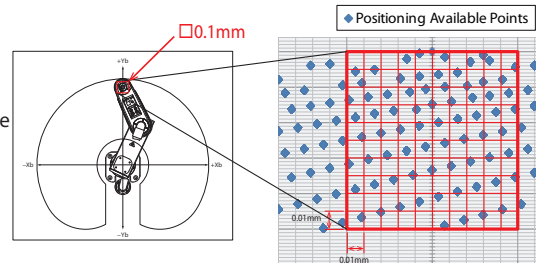 ◆ Positioning Available Points
□0.1mm
+Yb
e
−Xb
+Xb
−Yb
0.01mm
0.01mm